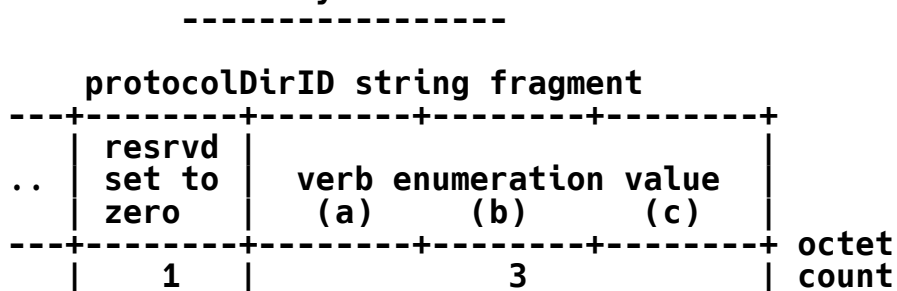 -----------------
protocolDirID string fragment
---+--------+--------+--------+--------+
| resrvd | |
.. | set to | verb enumeration value |
| zero | (a) (b) (c) |
---+--------+--------+--------+--------+ octet
| 1 | 3 | count